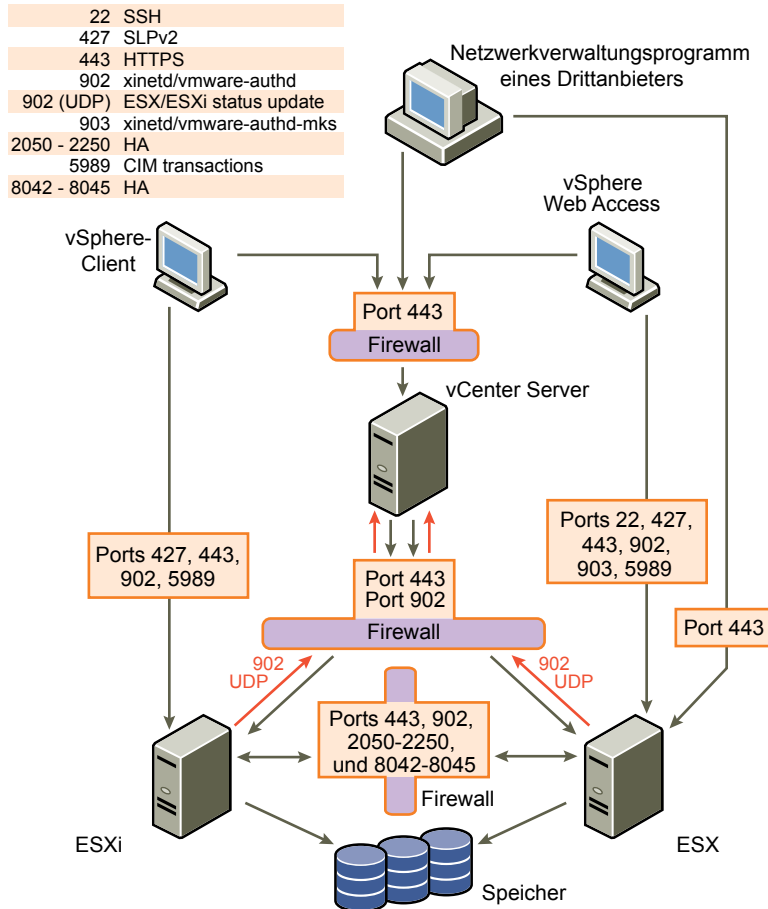 22 SSH
427 SLPv2
443 HTTPS
902 xinetd/vmware-authd
902 (UDP) ESX/ESXi status update
903 xinetd/vmware-authd-mks
2050 - 2250 HA
5989 CIM transactions
8042 - 8045 HA
Netzwerkverwaltungsprogramm
eines Drittanbieters
vSphere-
Client
vSphere
Web Access
Port 443
Firewall
vCenter Server
Ports 427, 443,
902, 5989
Port 443
Port 902
Firewall
Ports 22, 427,
443, 902,
903, 5989
Port 443
902
UDP
902
UDP
Ports 443, 902,
2050-2250,
und 8042-8045
Firewall
ESXi
ESX
Speicher